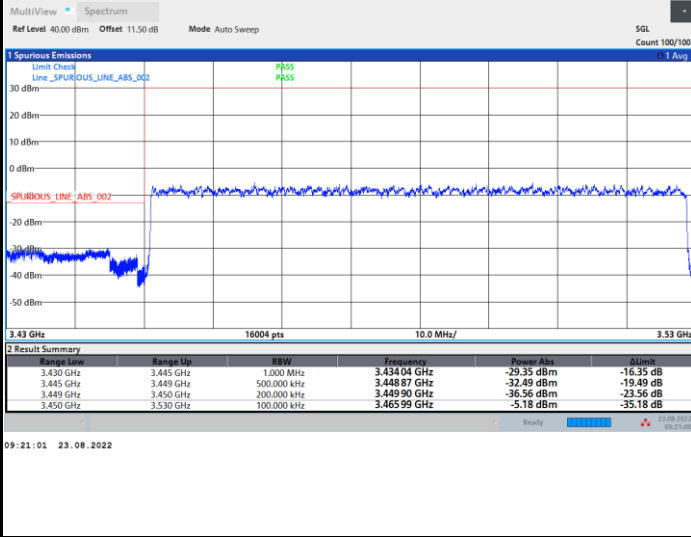 MultiView Spectrum
Ref Level 40.00 dBm Offset 11.50 dB Mode Auto Sweep SGL
Count 100/100
1 Spurious Emissions 1 Avg
Limit Check PASS
Line _SPURIOUS_LINE_ABS_002 PASS
30 dBm
20 dBm
10 dBm
0 dBm
_SPURIOUS_LINE_ABS_002
-20 dBm
-30 dBm
-40 dBm
-50 dBm
3.43 GHz 16004 pts 10.0 MHz/ 3.53 GHz
2 Result Summary
Range Low Range Up RBW Frequency Power Abs ΔLimit
3.430 GHz 3.445 GHz 1.000 MHz 3.434 04 GHz -29.35 dBm -16.35 dB
3.445 GHz 3.449 GHz 500.000 kHz 3.448 87 GHz -32.49 dBm -19.49 dB
3.449 GHz 3.450 GHz 200.000 kHz 3.449 90 GHz -36.56 dBm -23.56 dB
3.450 GHz 3.530 GHz 100.000 kHz 3.465 99 GHz -5.18 dBm -35.18 dB
Ready 23.08.2022
09:21:01 23.08.2022